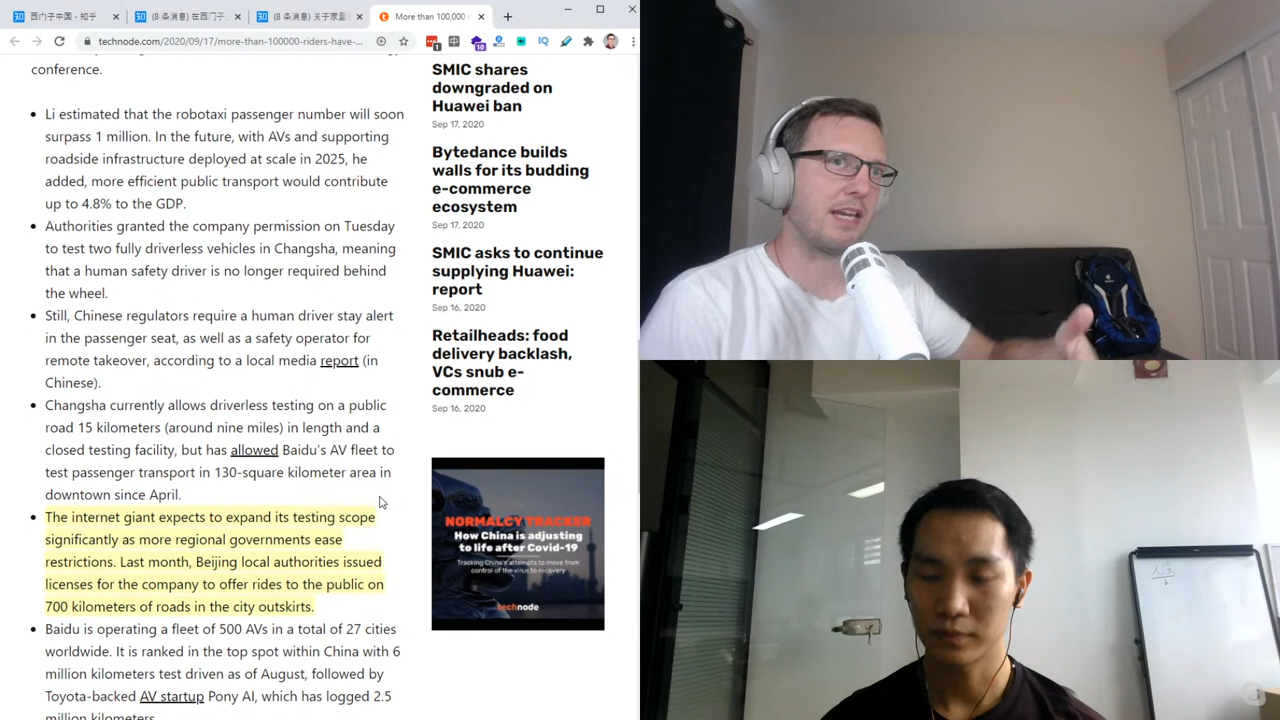 西门子中国 - 知乎
(8 条消息) 在西门子
(8 条消息) 关于家里
More than 100,000
technode.com/2020/09/17/more-than-100000-riders-have-...
conference.
Li estimated that the robotaxi passenger number will soon
surpass 1 million. In the future, with AVs and supporting
roadside infrastructure deployed at scale in 2025, he
added, more efficient public transport would contribute
up to 4.8% to the GDP.
Authorities granted the company permission on Tuesday
to test two fully driverless vehicles in Changsha, meaning
that a human safety driver is no longer required behind
the wheel.
Still, Chinese regulators require a human driver stay alert
in the passenger seat, as well as a safety operator for
remote takeover, according to a local media report (in
Chinese).
Changsha currently allows driverless testing on a public
road 15 kilometers (around nine miles) in length and a
closed testing facility, but has allowed Baidu's AV fleet to
test passenger transport in 130-square kilometer area in
downtown since April.
The internet giant expects to expand its testing scope
significantly as more regional governments ease
restrictions. Last month, Beijing local authorities issued
licenses for the company to offer rides to the public on
700 kilometers of roads in the city outskirts.
Baidu is operating a fleet of 500 AVs in a total of 27 cities
worldwide. It is ranked in the top spot within China with 6
million kilometers test driven as of August, followed by
Toyota-backed AV startup Pony AI, which has logged 2.5
million kilometers.
SMIC shares
downgraded on
Huawei ban
Sep 17, 2020
Bytedance builds
walls for its budding
e-commerce
ecosystem
Sep 17, 2020
SMIC asks to continue
supplying Huawei:
report
Sep 16, 2020
Retailheads: food
delivery backlash,
VCs snub e-
commerce
Sep 16, 2020
NORMALCY TRACKER
How China is adjusting
to life after Covid-19
Tracking China's attempts to move from
control of the virus to recovery
technode